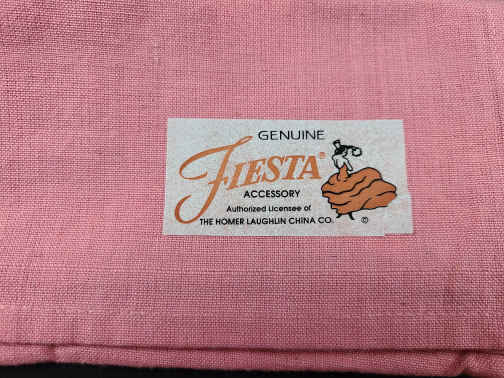 GENUINE
FIESTA®
ACCESSORY
Authorized Licensee of
THE HOMER LAUGHLIN CHINA CO.
©